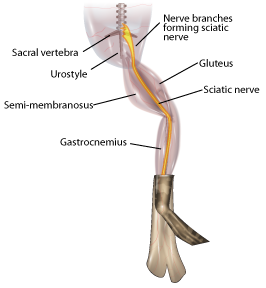 Nerve branches
forming sciatic
nerve
Sacral vertebra
Gluteus
Urostyle
Sciatic nerve
Semi-membranosus
Gastrocnemius